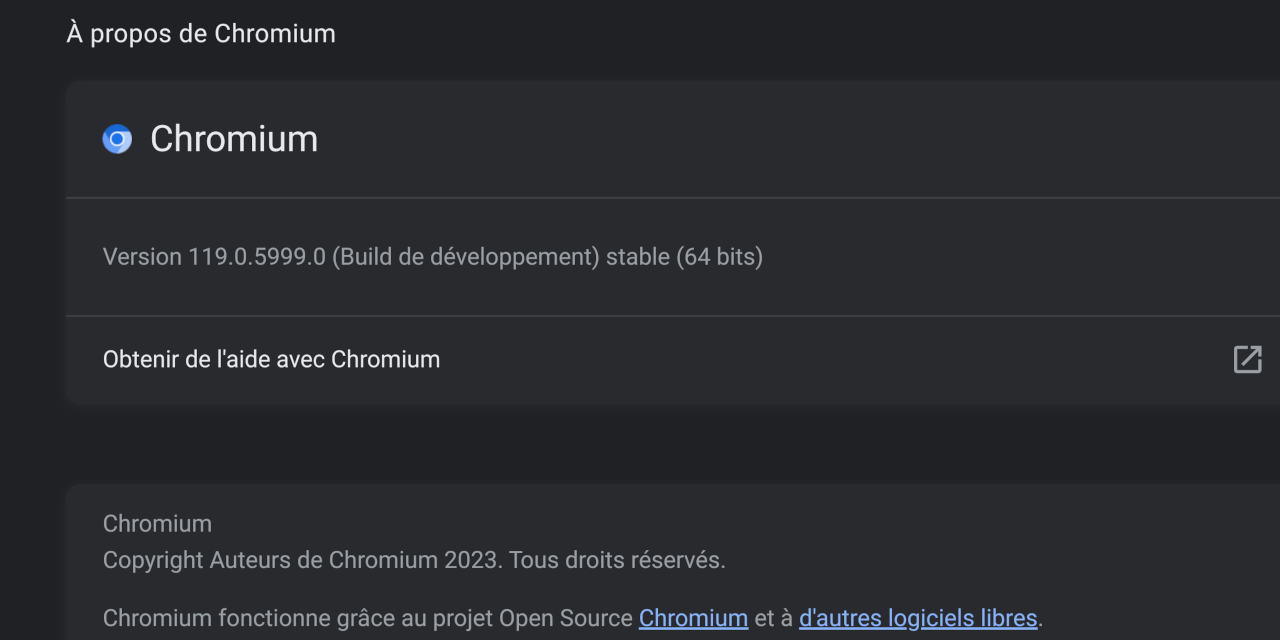 À propos de Chromium
Chromium
Version 119.0.5999.0 (Build de développement) stable (64 bits)
Obtenir de l'aide avec Chromium
Chromium
Copyright Auteurs de Chromium 2023. Tous droits réservés.
Chromium fonctionne grâce au projet Open Source Chromium et à d'autres logiciels libres.